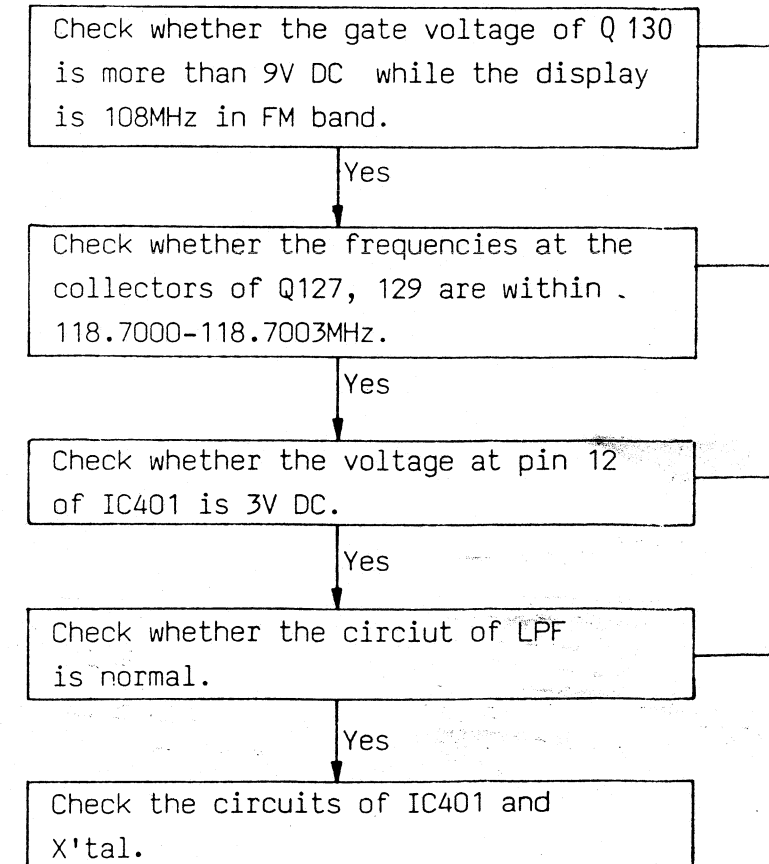 Check whether the gate voltage of Q 130
is more than 9V DC while the display
is 108MHz in FM band.
Yes
Check whether the frequencies at the
collectors of Q127, 129 are within .
118.7000-118.7003MHz.
Yes
Check whether the voltage at pin 12
of IC401 is 3V DC.
Yes
Check whether the circiut of LPF
is normal.
Yes
Check the circuits of IC401 and
X'tal.